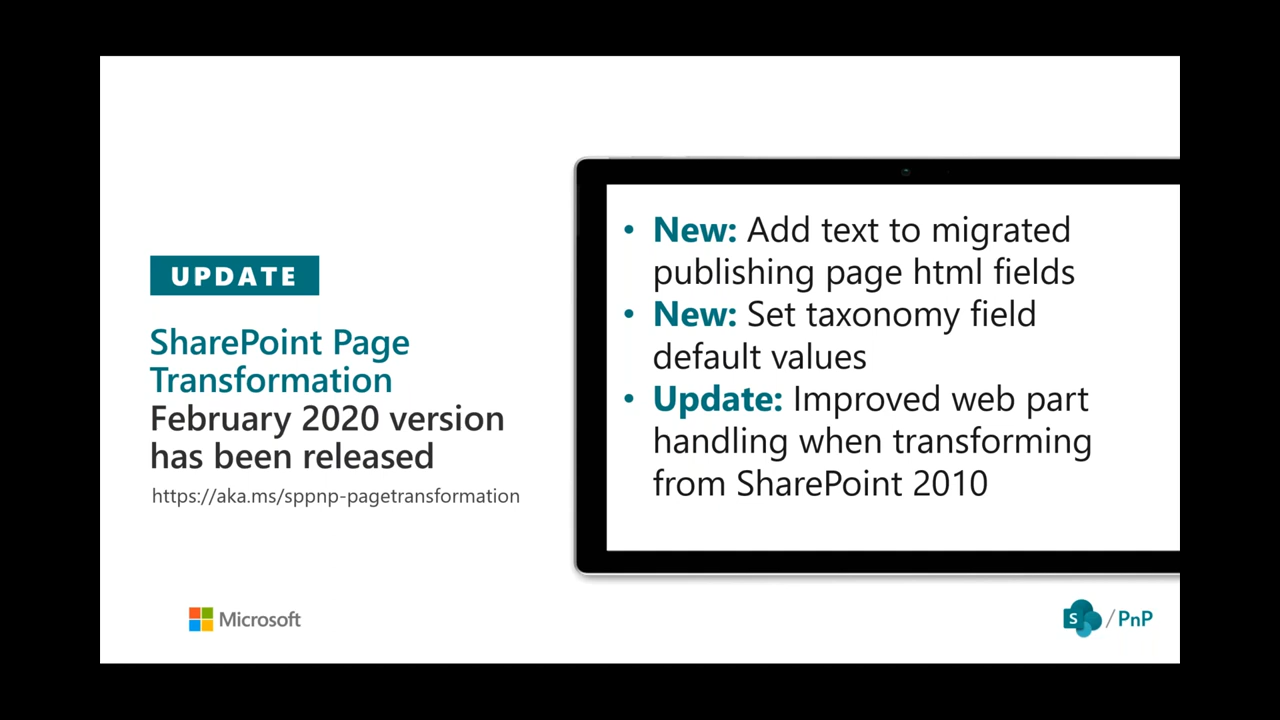 UPDATE
SharePoint Page
Transformation
February 2020 version
has been released
https://aka.ms/sppnp-pagetransformation
• New: Add text to migrated
publishing page html fields
• New: Set taxonomy field
default values
• Update: Improved web part
handling when transforming
from SharePoint 2010
Microsoft
S / PnP